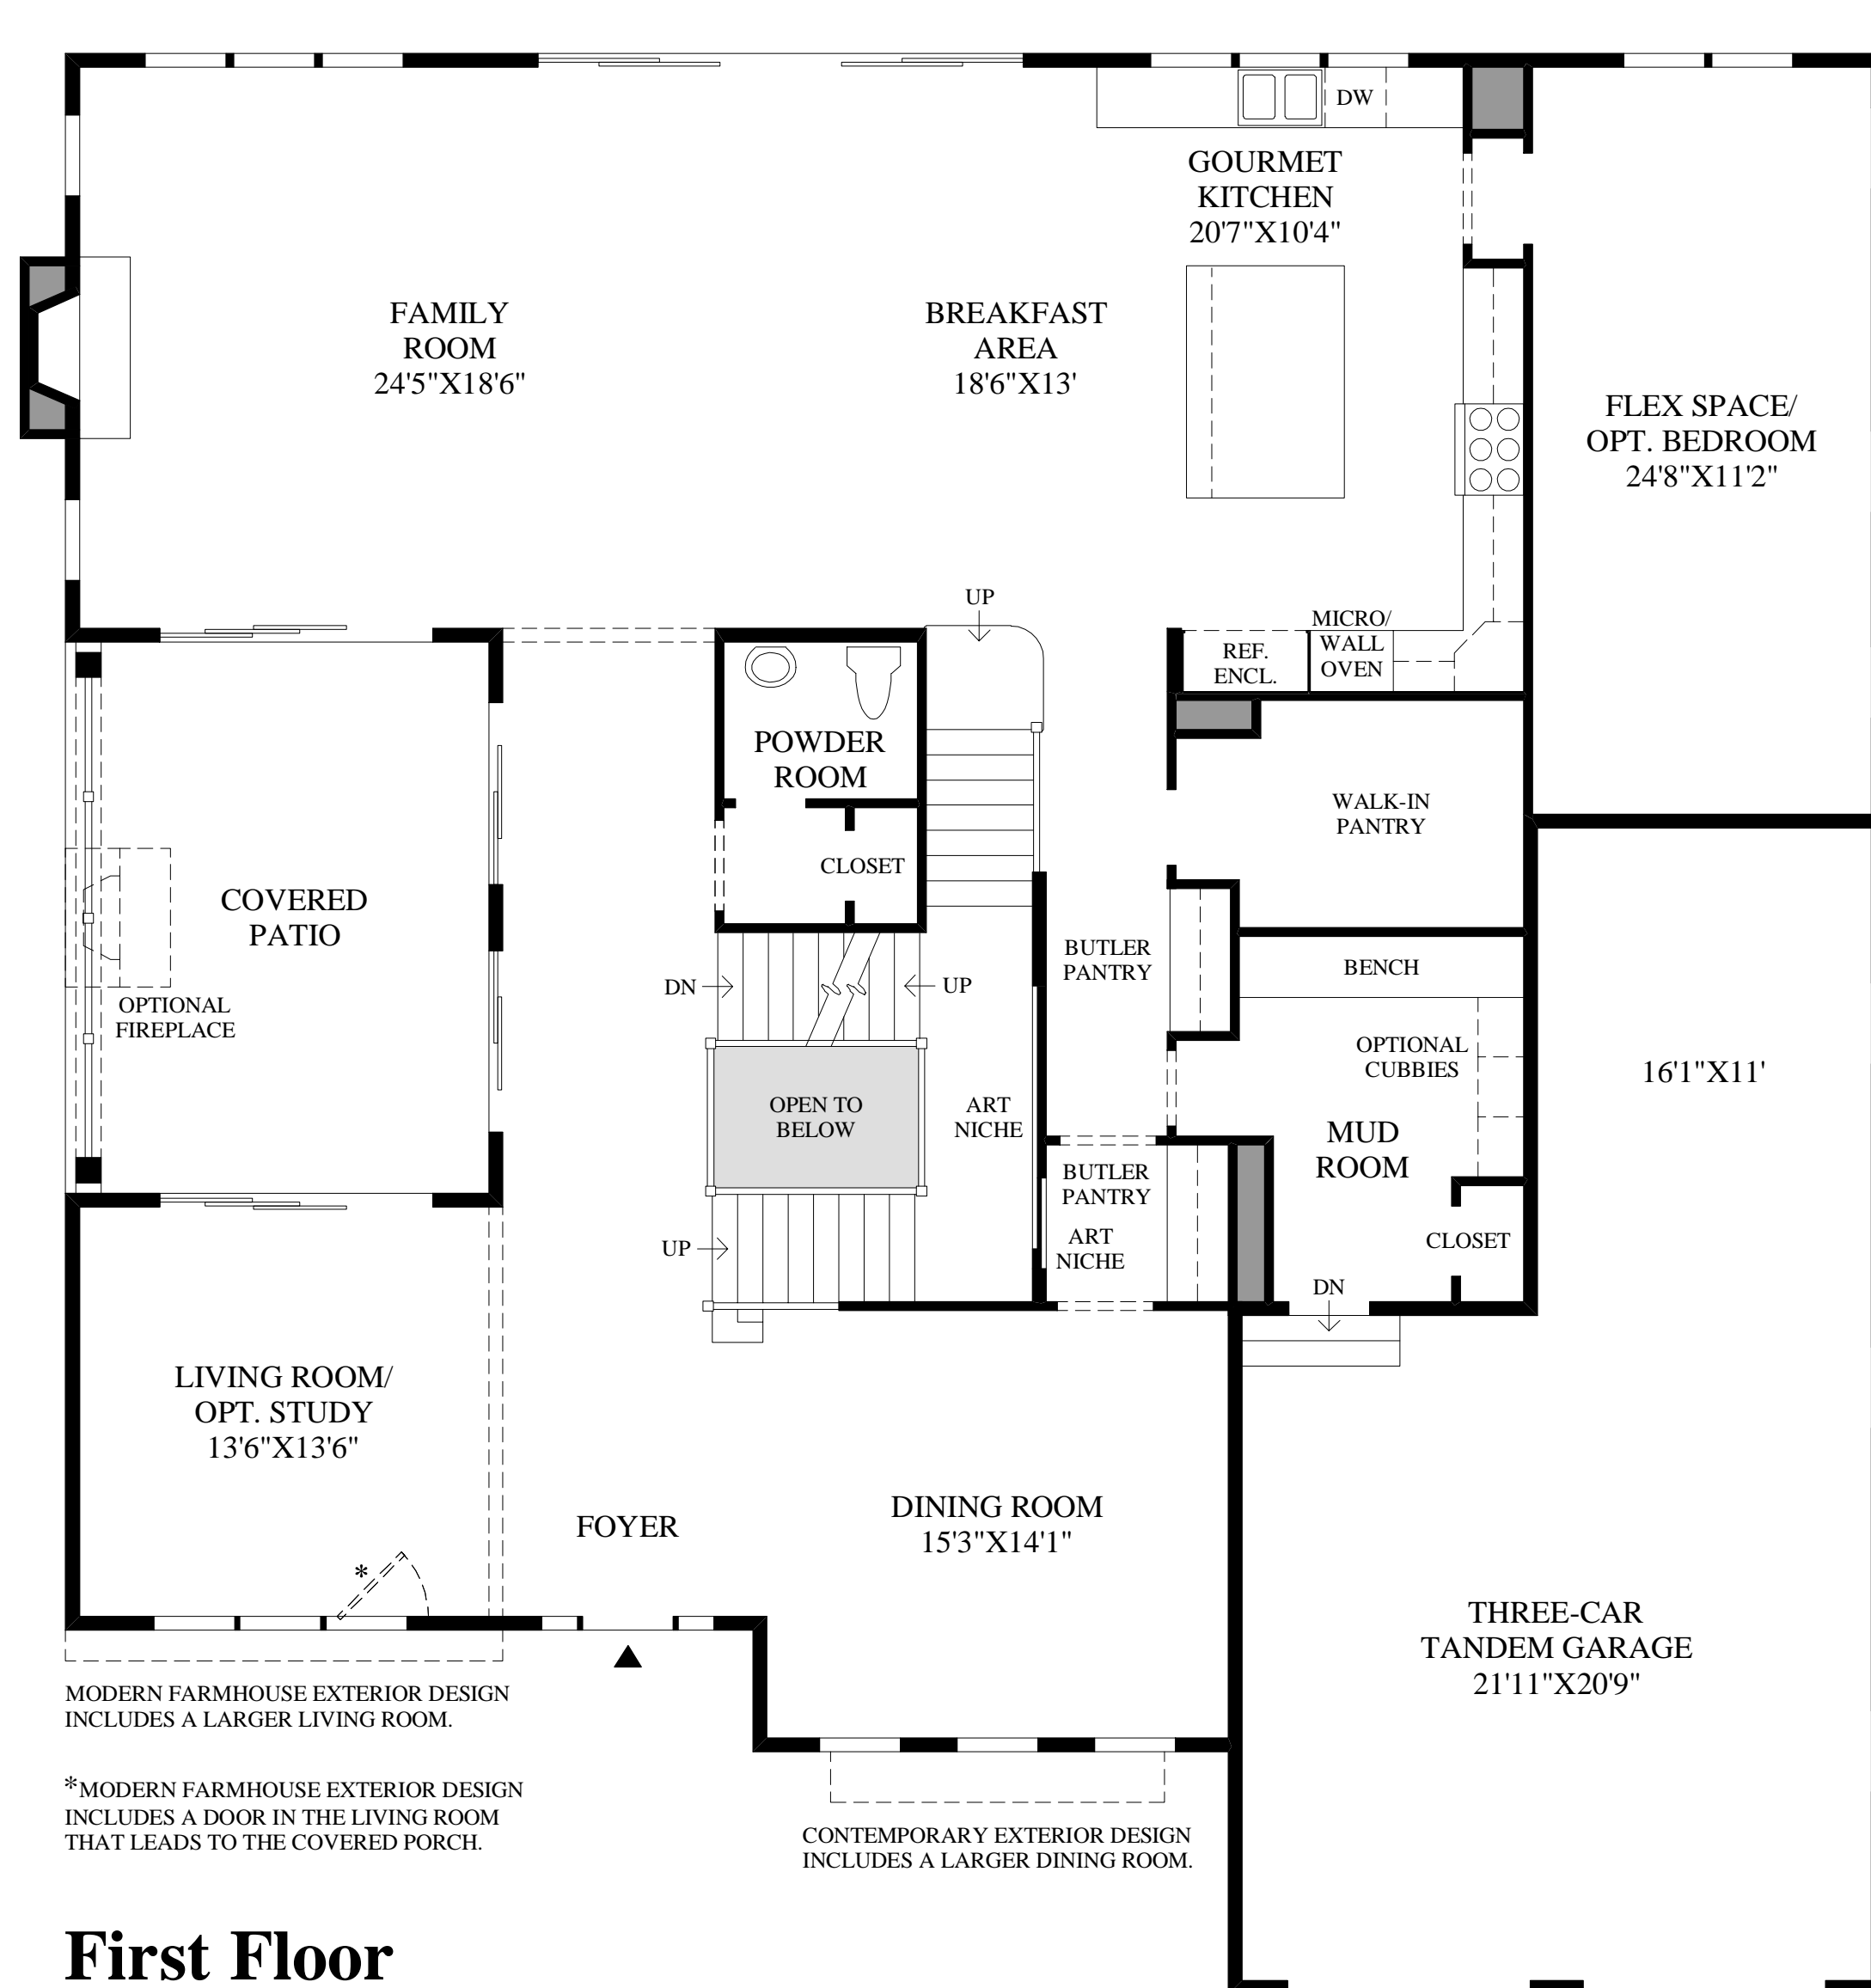 DW
GOURMET
KITCHEN
20'7"X10'4"
FAMILY
ROOM
24'5"X18'6"
BREAKFAST
AREA
18'6"X13'
FLEX SPACE/
OPT. BEDROOM
24'8"X11'2"
UP
MICRO/
WALL
OVEN
REF.
ENCL.
POWDER
ROOM
CLOSET
WALK-IN
PANTRY
COVERED
PATIO
OPTIONAL
FIREPLACE
DN
UP
BUTLER
PANTRY
BENCH
OPTIONAL
CUBBIES
16'1"X11'
OPEN TO
BELOW
ART
NICHE
MUD
ROOM
BUTLER
PANTRY
ART
NICHE
UP
CLOSET
DN
LIVING ROOM/
OPT. STUDY
13'6"X13'6"
*
FOYER
DINING ROOM
15'3"X14'1"
THREE-CAR
TANDEM GARAGE
21'11"X20'9"
MODERN FARMHOUSE EXTERIOR DESIGN
INCLUDES A LARGER LIVING ROOM.
*MODERN FARMHOUSE EXTERIOR DESIGN
INCLUDES A DOOR IN THE LIVING ROOM
THAT LEADS TO THE COVERED PORCH.
CONTEMPORARY EXTERIOR DESIGN
INCLUDES A LARGER DINING ROOM.
First Floor